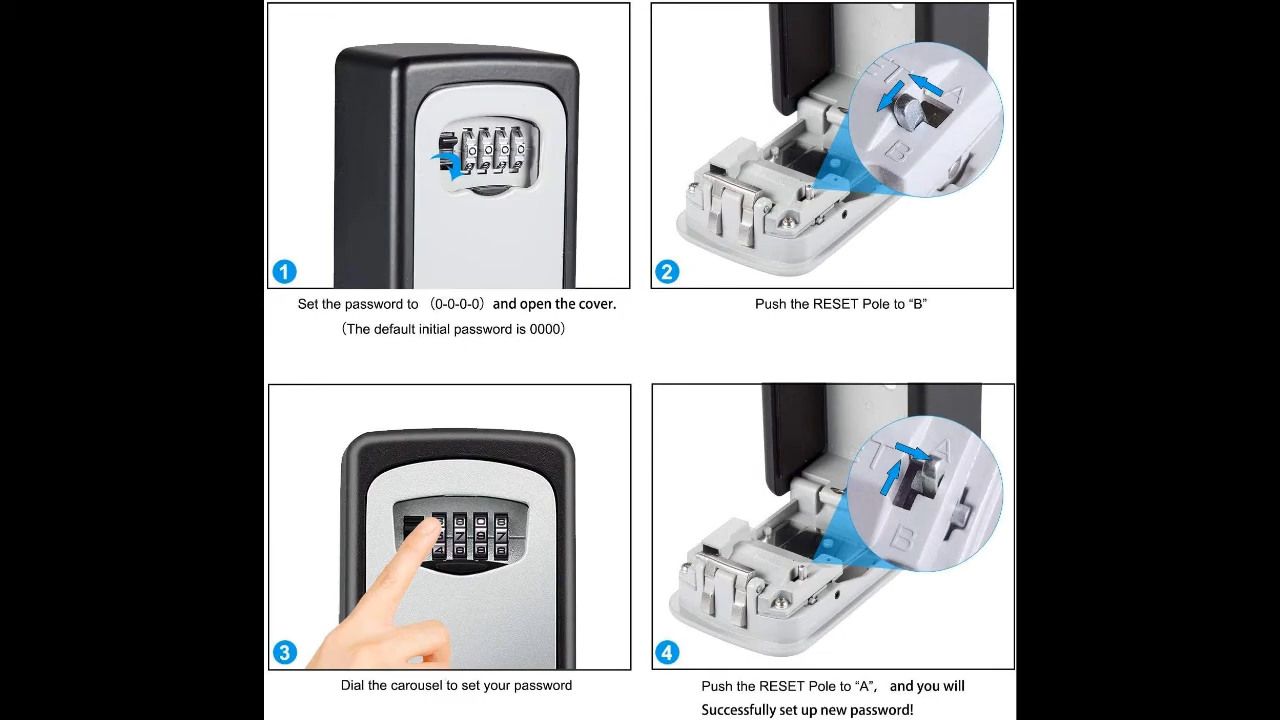 1
Set the password to （0-0-0-0） and open the cover.
（The default initial password is 0000）
A
B
2
Push the RESET Pole to “B”
3
Dial the carousel to set your password
A
B
4
Push the RESET Pole to “A”, and you will
Successfully set up new password!